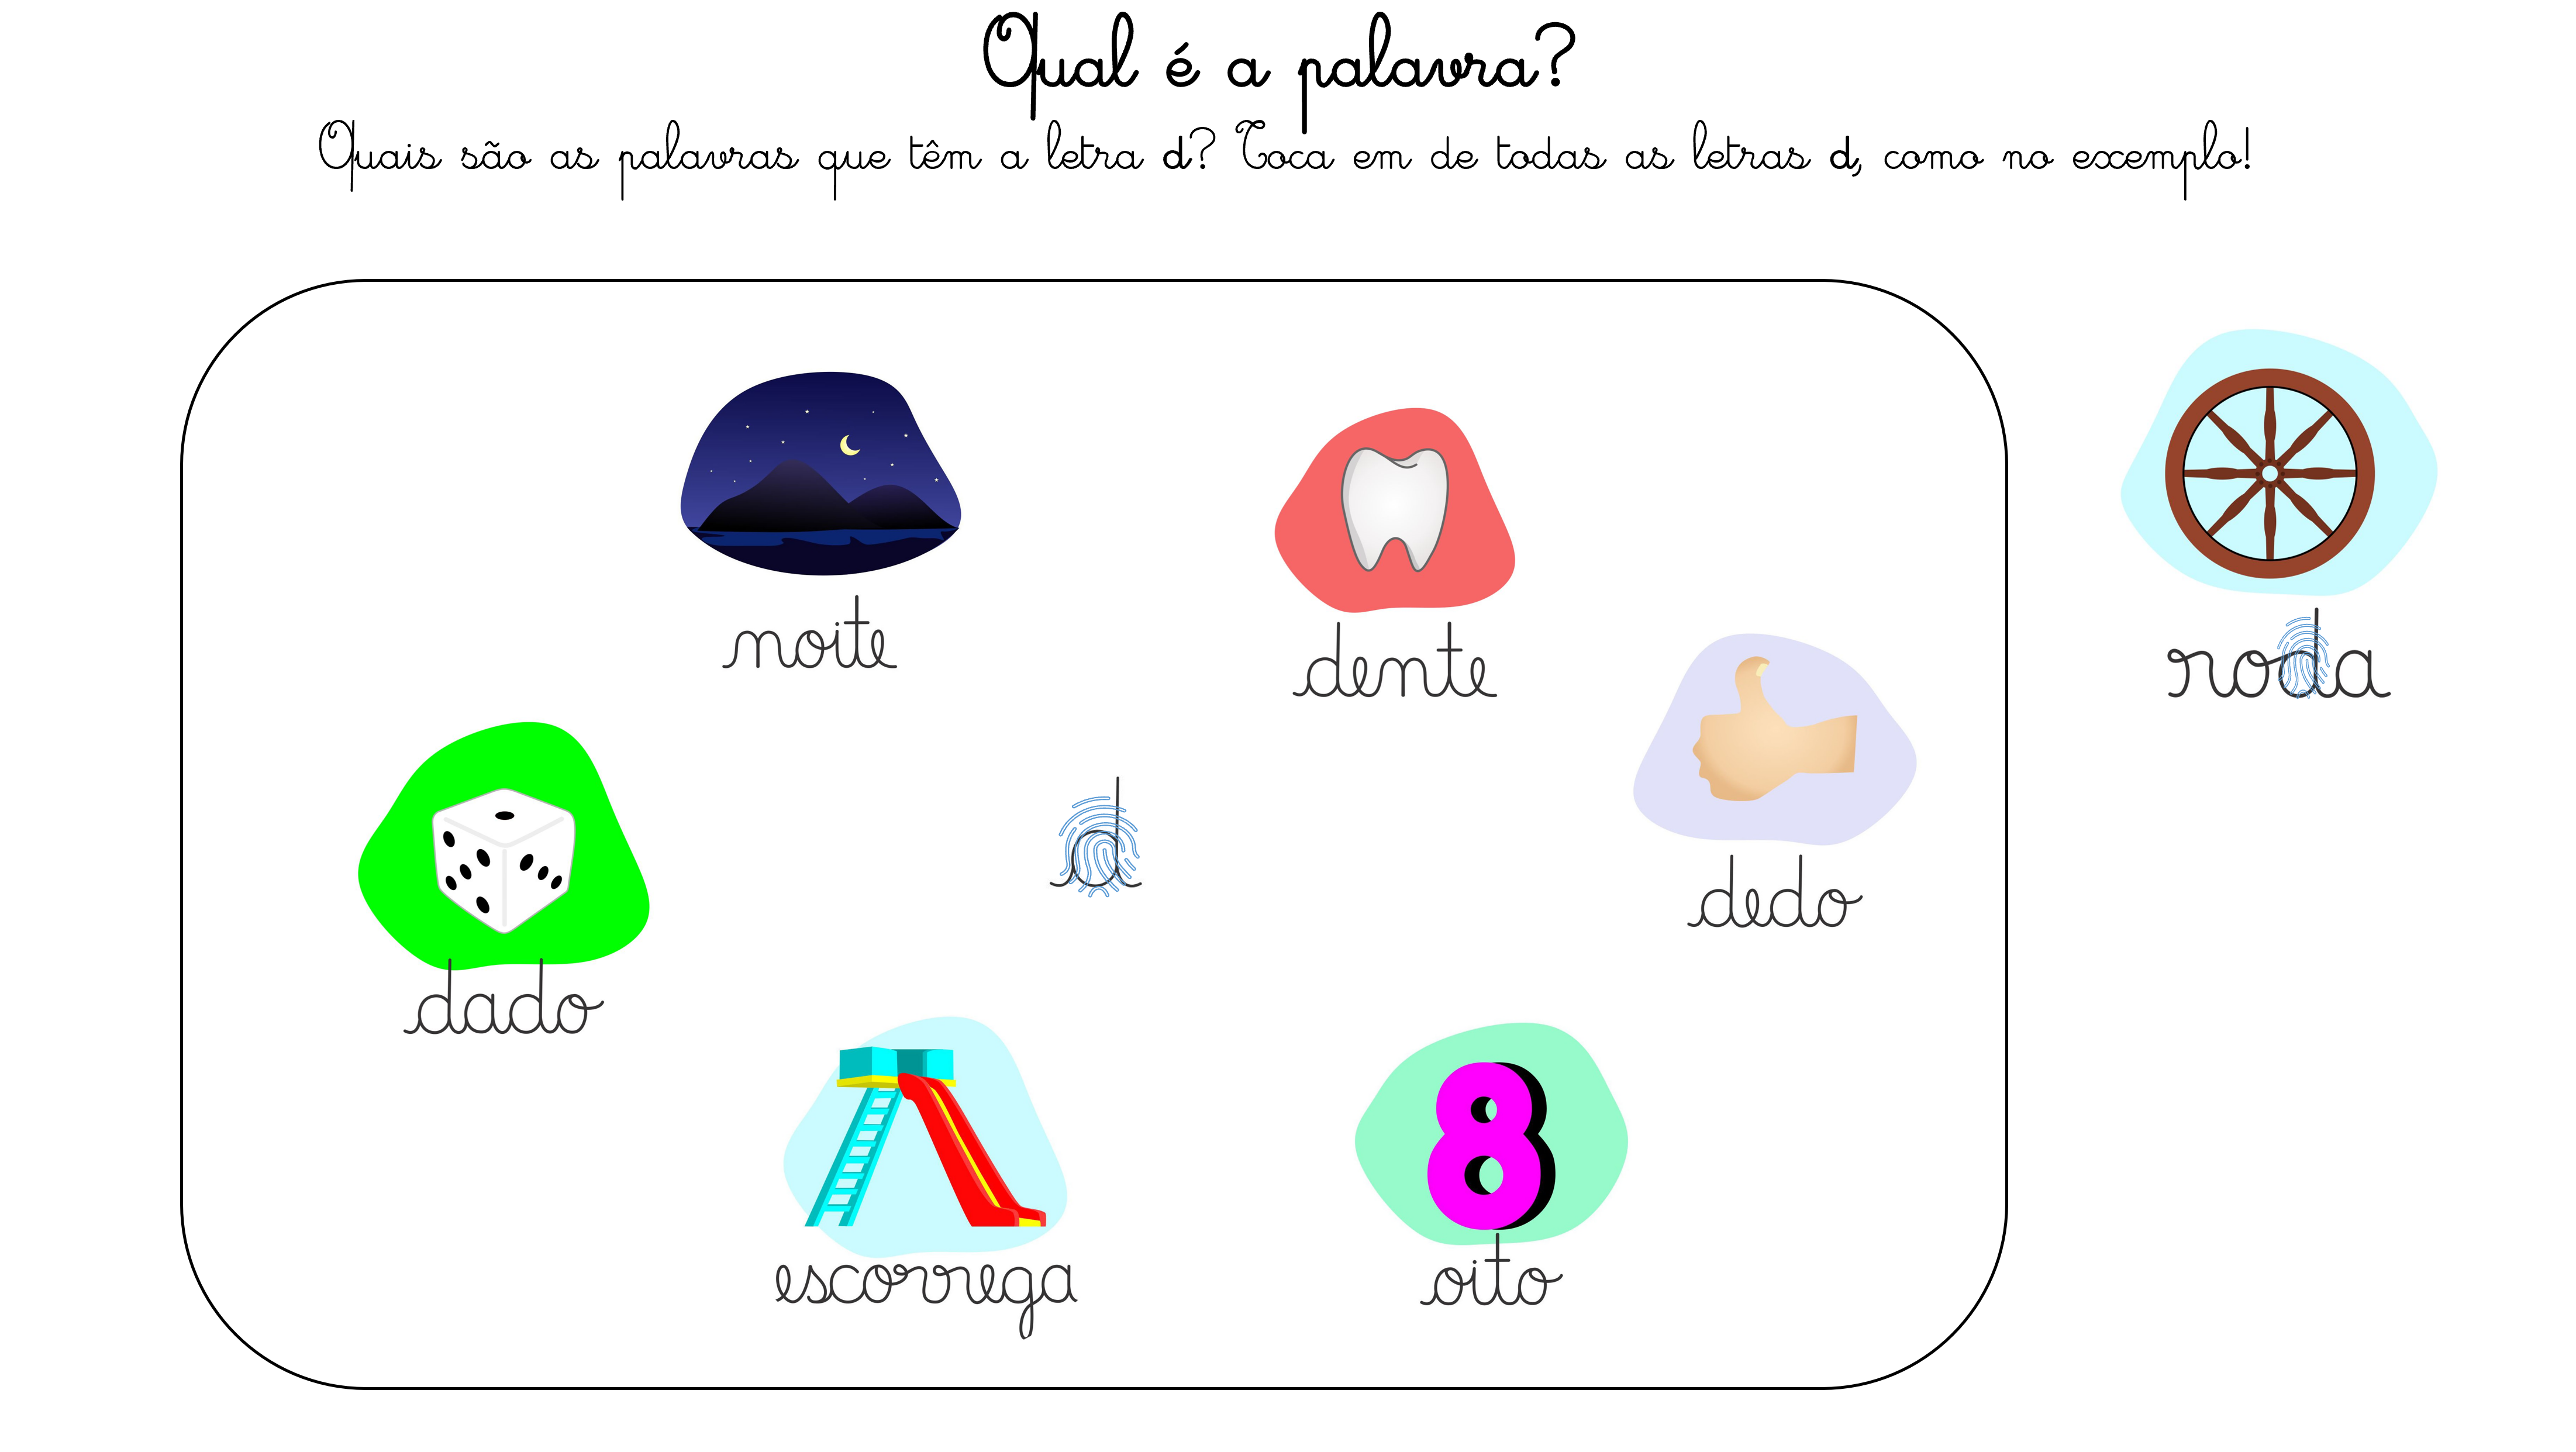 Qual é a palavra?
Quais são as palavras que têm a letra d? Toca em de todas as letras d, como no exemplo!
noite
dente
roda
d
dedo
dado
8
escorrega
oito